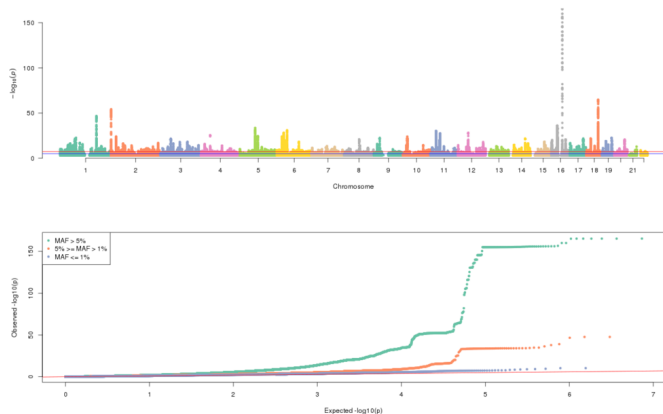 150
100
50
0
−log₁₀(p)
1 2 3 4 5 6 7 8 9 10 11 12 13 14 15 16 17 18 19 21
Chromosome
MAF > 5%
5% >= MAF > 1%
MAF <= 1%
150
100
50
0
Observed -log10(p)
0 1 2 3 4 5 6 7
Expected -log10(p)